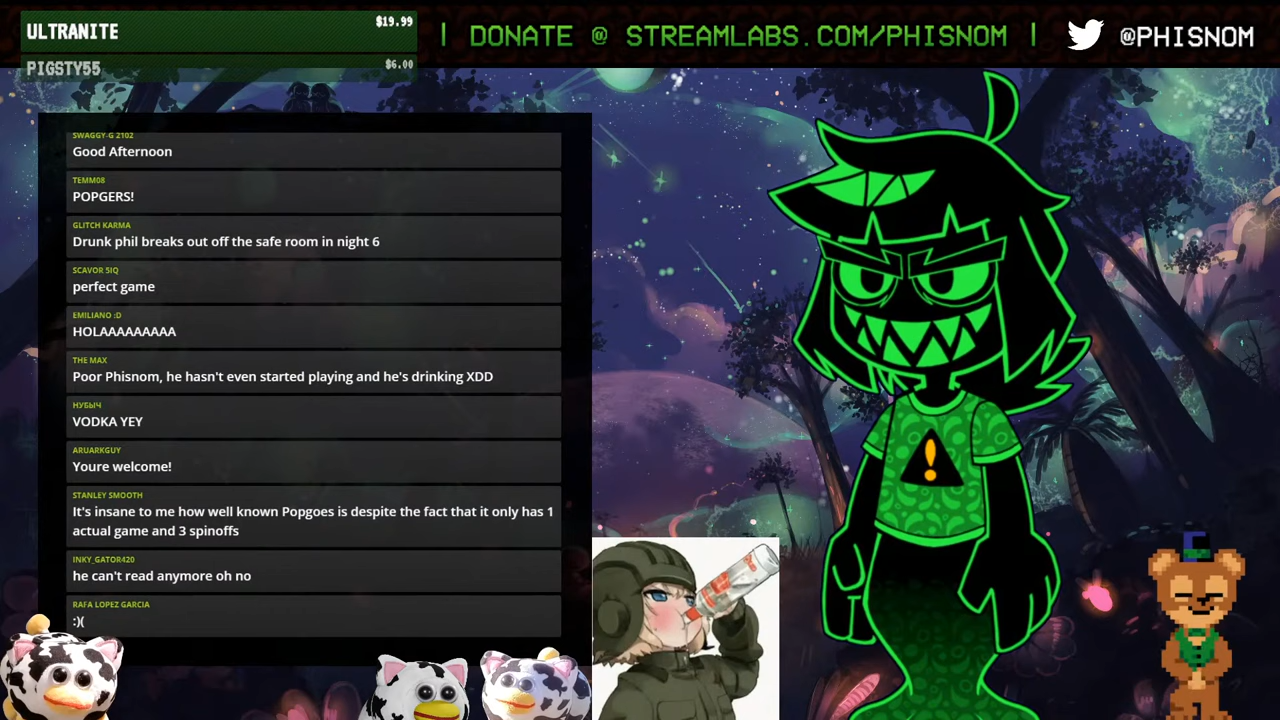 ULTRANITE $19.99
PIGSTY55 $6.00
| DONATE @ STREAMLABS.COM/PHISNOM | @PHISNOM
SWAGGY-G 2102
Good Afternoon
TEMM08
POPGERS!
GLITCH KARMA
Drunk phil breaks out off the safe room in night 6
SCAVOR 5IQ
perfect game
EMILIANO :D
HOLAAAAAAAAA
THE MAX
Poor Phisnom, he hasn't even started playing and he's drinking XDD
НУБЫЧ
VODKA YEY
ARUARKGUY
Youre welcome!
STANLEY SMOOTH
It's insane to me how well known Popgoes is despite the fact that it only has 1
actual game and 3 spinoffs
INKY_GATOR420
he can't read anymore oh no
RAFA LOPEZ GARCIA
:)(
!